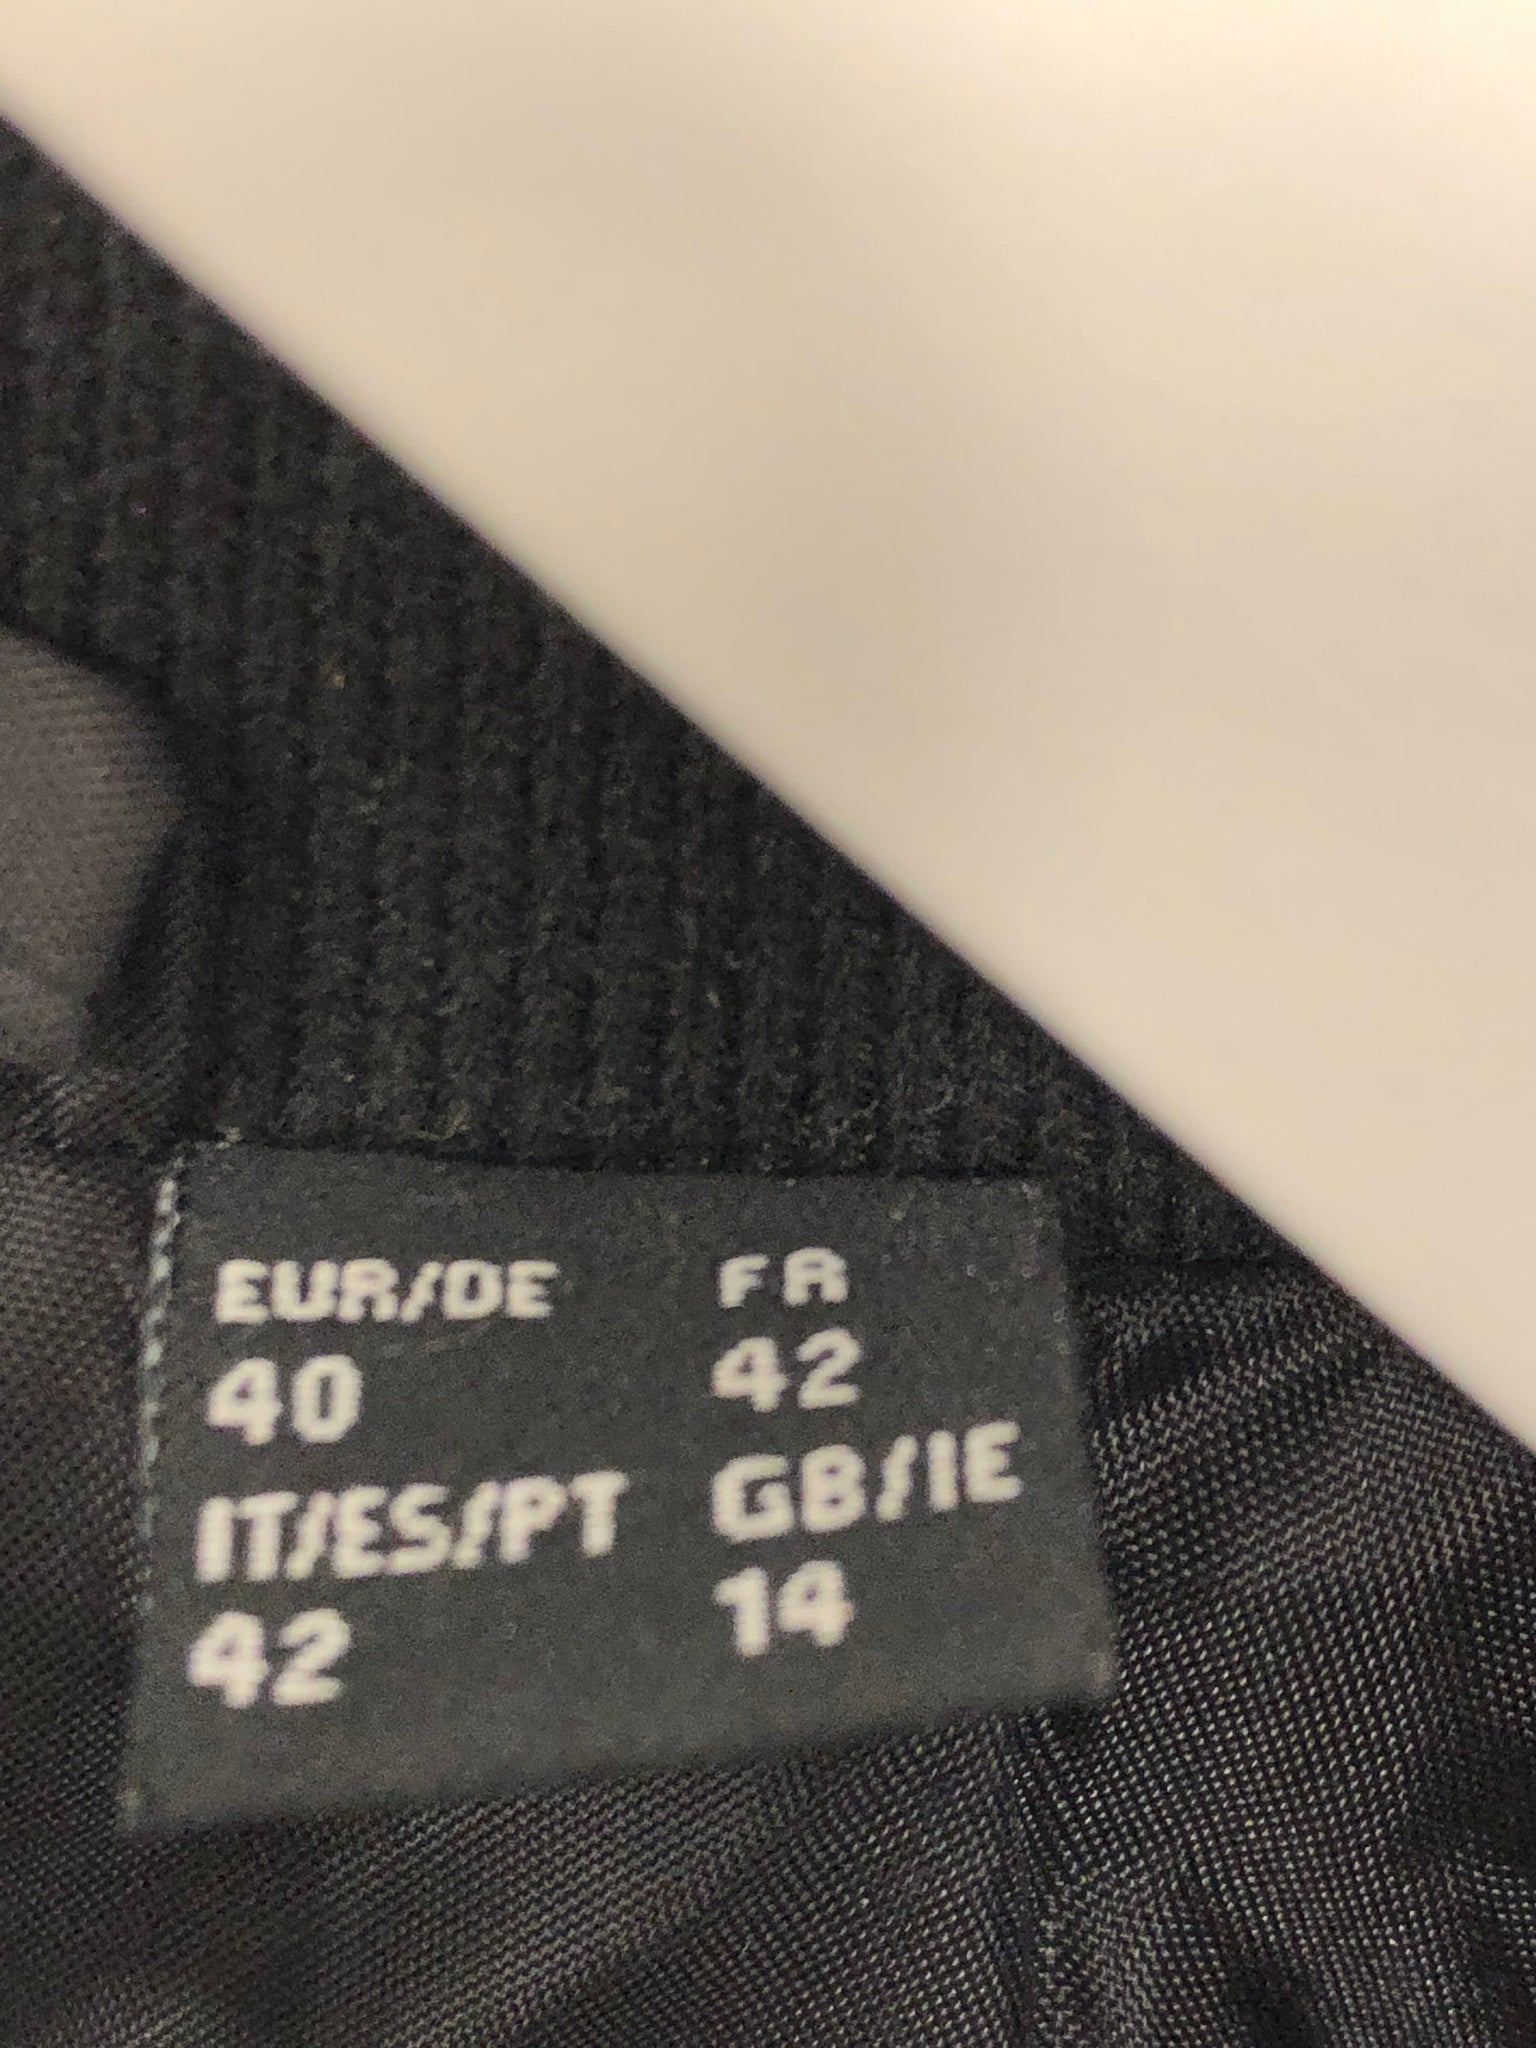 EUR/DE FR
40 42
IT/ES/PT GB/IE
42 14